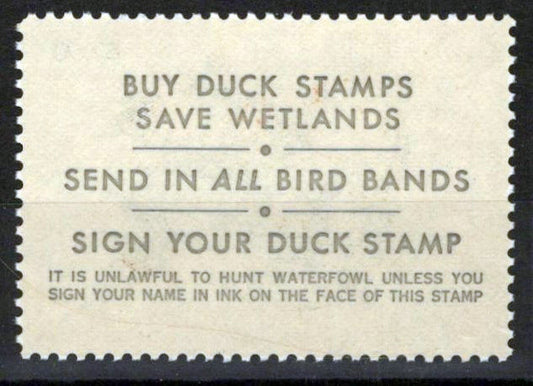 BUY DUCK STAMPS
SAVE WETLANDS
SEND IN ALL BIRD BANDS
SIGN YOUR DUCK STAMP
IT IS UNLAWFUL TO HUNT WATERFOWL UNLESS YOU
SIGN YOUR NAME IN INK ON THE FACE OF THIS STAMP